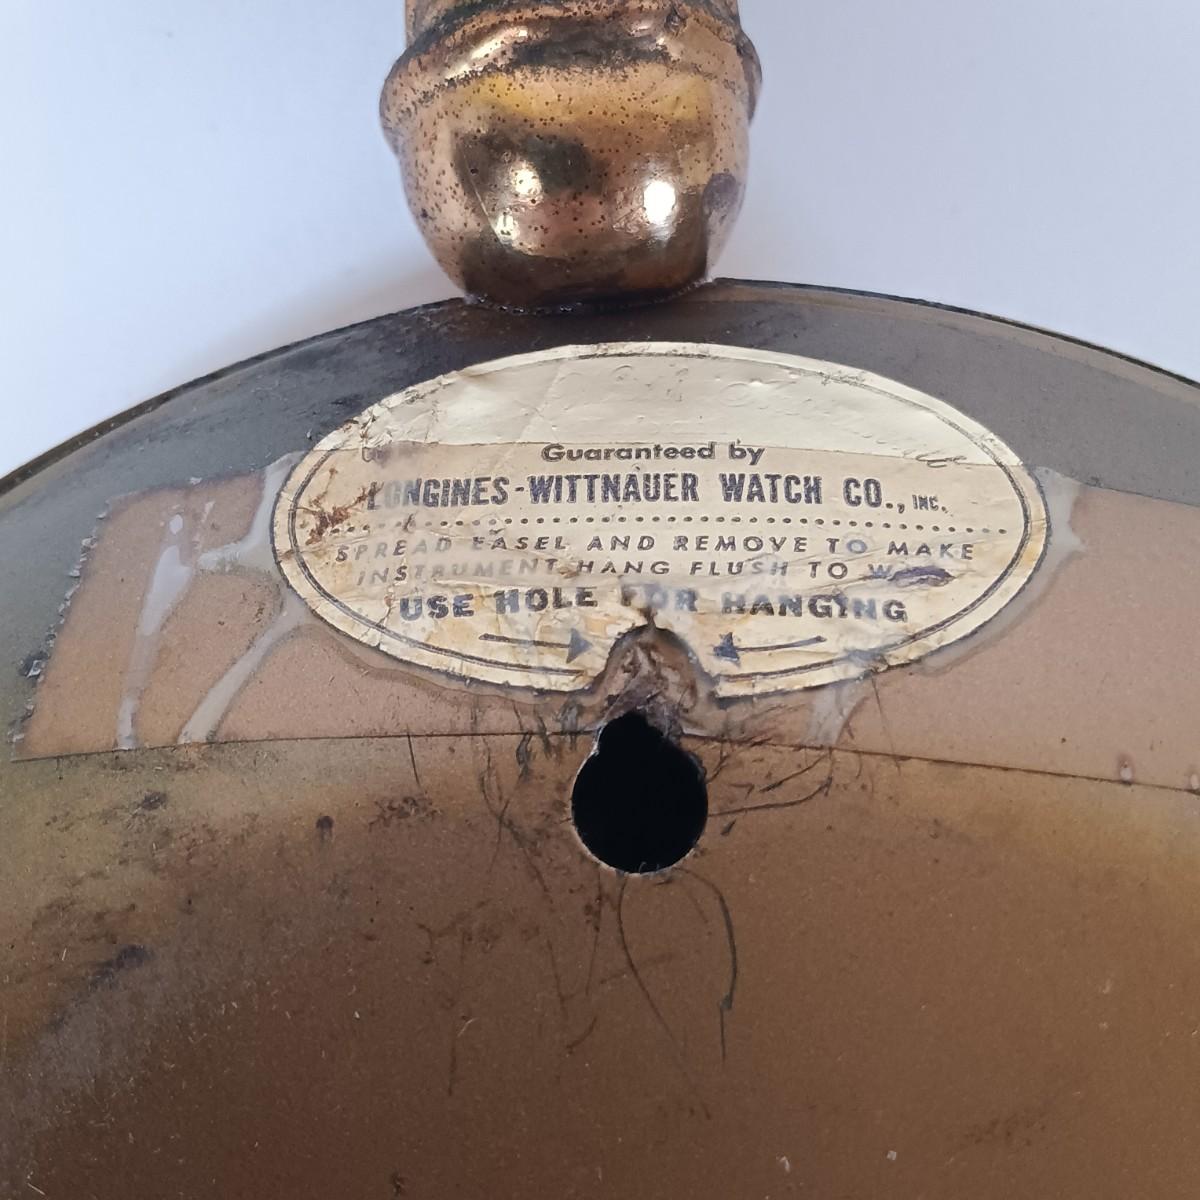 Guaranteed by
LONGINES-WITTNAUER WATCH CO., INC.
SPREAD EASEL AND REMOVE TO MAKE
INSTRUMENT HANG FLUSH TO
USE HOLE FOR HANGING